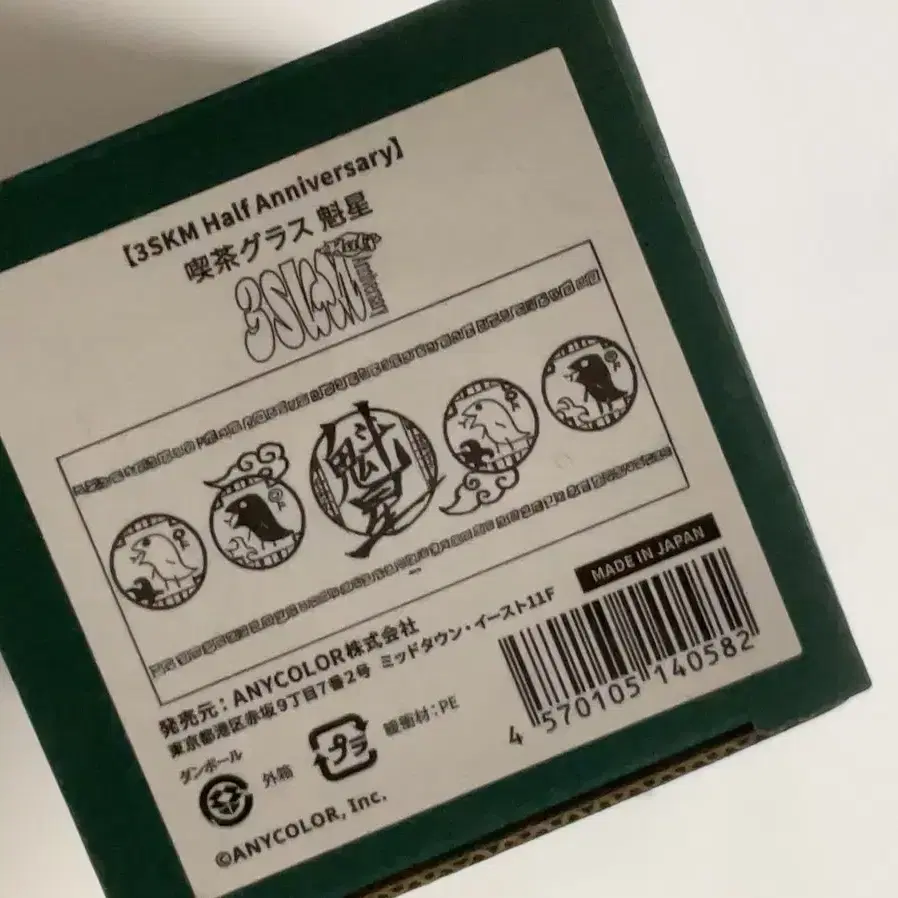 【3SKM Half Anniversary】
喫茶グラス 魁星
3SKM
Half
Anniversary
魁星
MADE IN JAPAN
発売元：ANYCOLOR株式会社
東京都港区赤坂9丁目7番2号 ミッドタウン・イースト11F
4 570105 140582
ダンボール
外箱
プラ
緩衝材：PE
©ANYCOLOR, Inc.